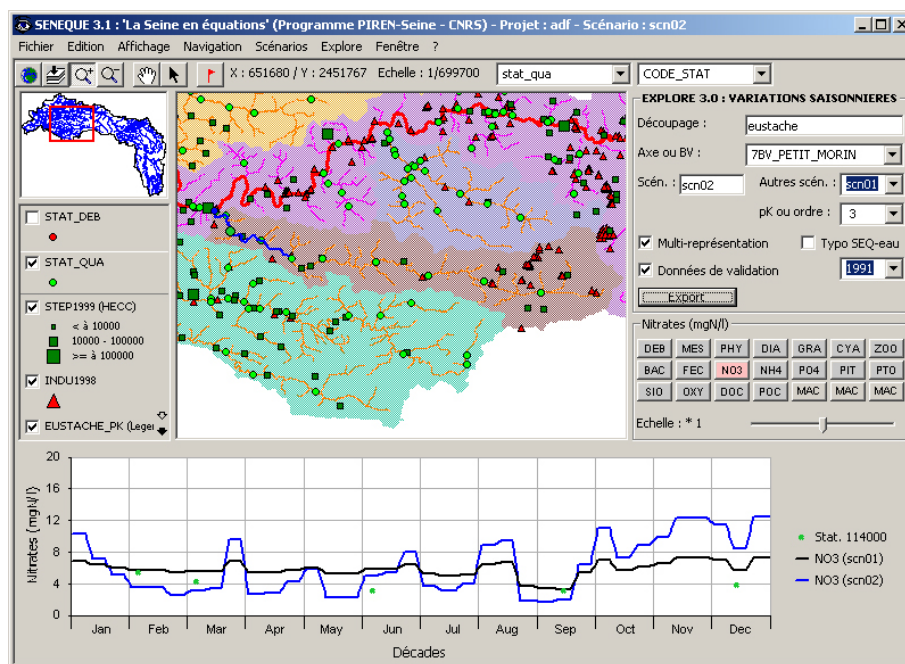 SENEQUE 3.1 : 'La Seine en équations' (Programme PIREN-Seine - CNRS) - Projet : adf - Scénario : scn02
Fichier Edition Affichage Navigation Scénarios Explore Fenêtre ?
X : 651680 / Y : 2451767 Echelle : 1/699700 stat_qua CODE_STAT
STAT_DEB
STAT_QUA
STEP1999 (HECC)
< à 10000
10000 - 100000
>= à 100000
INDU1998
EUSTACHE_PK (Leger
EXPLORE 3.0 : VARIATIONS SAISONNIERES
Découpage : eustache
Axe ou BV : 7BV_PETIT_MORIN
Scén. : scn02 Autres scén. : scn01
pK ou ordre : 3
Multi-représentation Typo SEQ-eau
Données de validation 1991
Export
Nitrates (mgN/l)
DEB MES PHY DIA GRA CYA ZOO
BAC FEC NO3 NH4 PO4 PIT PTO
SIO OXY DOC POC MAC MAC MAC
Echelle : * 1
Nitrates (mgN/l)
20
16
12
8
4
0
Jan Feb Mar Apr May Jun Jul Aug Sep Oct Nov Dec
Décades
Stat. 114000
NO3 (scn01)
NO3 (scn02)